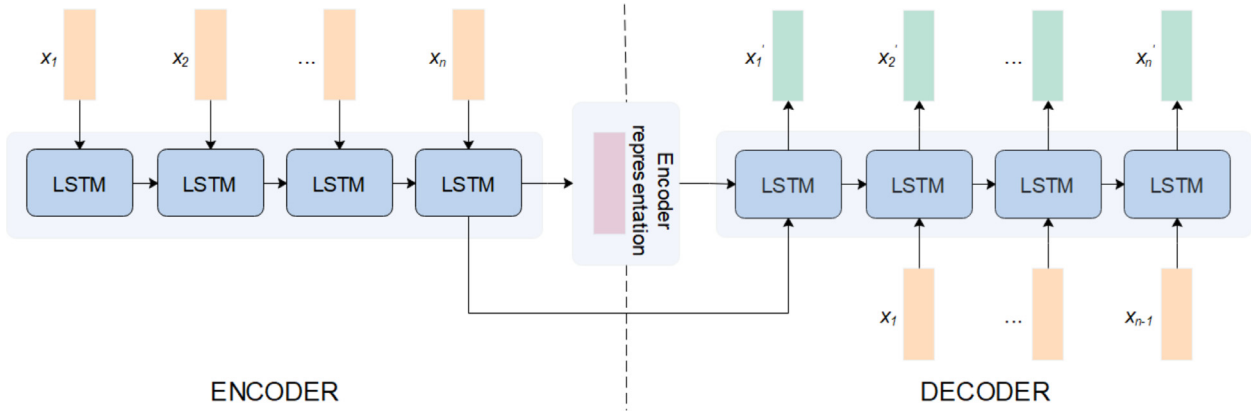 x1
x2
...
xn
x1'
x2'
...
xn'
LSTM
LSTM
LSTM
LSTM
Encoder
representation
LSTM
LSTM
LSTM
LSTM
x1
...
xn-1
ENCODER
DECODER